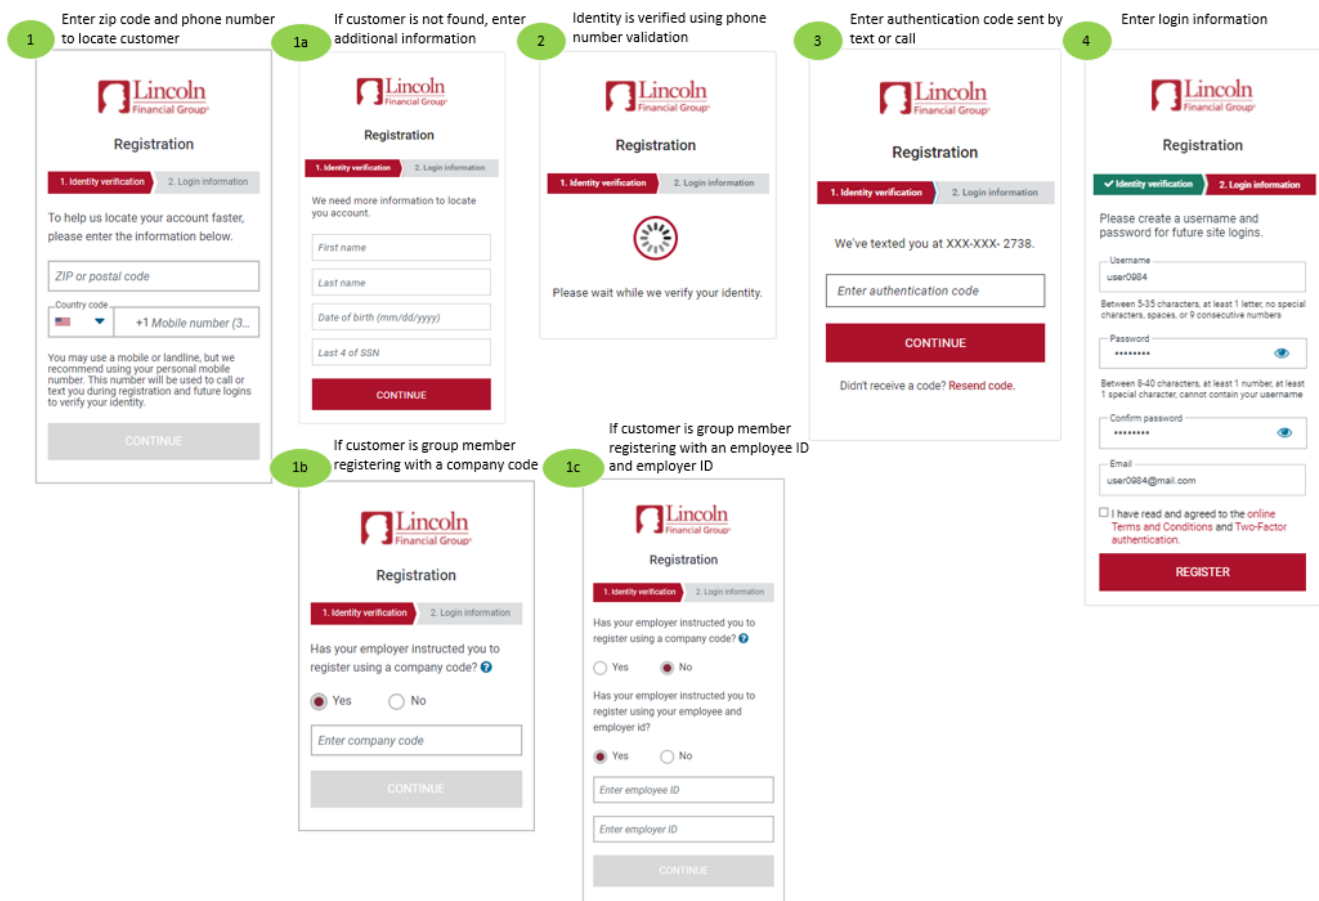 1
Enter zip code and phone number
to locate customer
Lincoln
Financial Group®
Registration
1. Identity verification
2. Login information
To help us locate your account faster,
please enter the information below.
ZIP or postal code
Country code
+1 Mobile number (3...
You may use a mobile or landline, but we
recommend using your personal mobile
number. This number will be used to call or
text you during registration and future logins
to verify your identity.
CONTINUE
1a
If customer is not found, enter
additional information
Lincoln
Financial Group®
Registration
1. Identity verification
2. Login information
We need more information to locate
you account.
First name
Last name
Date of birth (mm/dd/yyyy)
Last 4 of SSN
CONTINUE
1b
If customer is group member
registering with a company code
Lincoln
Financial Group®
Registration
1. Identity verification
2. Login information
Has your employer instructed you to
register using a company code? ?
Yes
No
Enter company code
CONTINUE
1c
If customer is group member
registering with an employee ID
and employer ID
Lincoln
Financial Group®
Registration
1. Identity verification
2. Login information
Has your employer instructed you to
register using a company code? ?
Yes
No
Has your employer instructed you to
register using your employee and
employer id?
Yes
No
Enter employee ID
Enter employer ID
CONTINUE
2
Identity is verified using phone
number validation
Lincoln
Financial Group®
Registration
1. Identity verification
2. Login information
Please wait while we verify your identity.
3
Enter authentication code sent by
text or call
Lincoln
Financial Group®
Registration
1. Identity verification
2. Login information
We've texted you at XXX-XXX- 2738.
Enter authentication code
CONTINUE
Didn't receive a code? Resend code.
4
Enter login information
Lincoln
Financial Group®
Registration
✓ Identity verification
2. Login information
Please create a username and
password for future site logins.
Username
user0984
Between 5-35 characters, at least 1 letter, no special
characters, spaces, or 9 consecutive numbers
Password
••••••••
Between 8-40 characters, at least 1 number, at least
1 special character, cannot contain your username
Confirm password
••••••••
Email
user0984@mail.com
I have read and agreed to the online
Terms and Conditions and Two-Factor
authentication.
REGISTER